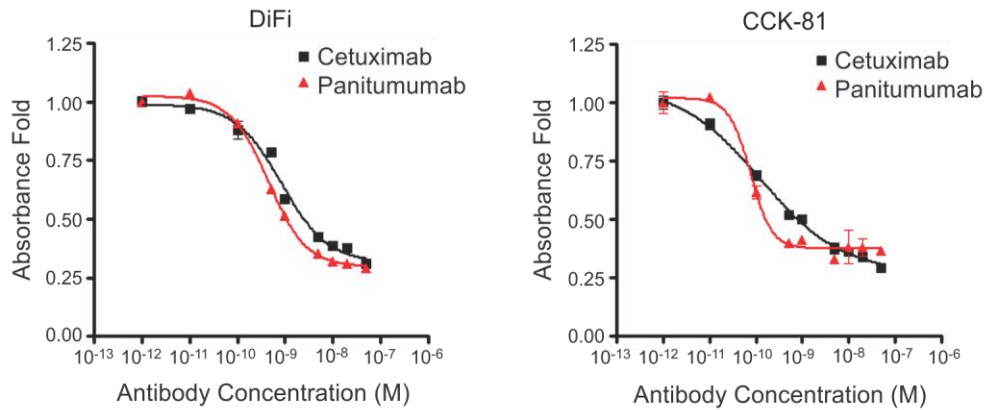 DiFi
1.25
1.00
0.75
0.50
0.25
0.00
Absorbance Fold
Cetuximab
Panitumumab
10⁻¹³ 10⁻¹² 10⁻¹¹ 10⁻¹⁰ 10⁻⁹ 10⁻⁸ 10⁻⁷ 10⁻⁶
Antibody Concentration (M)
CCK-81
1.25
1.00
0.75
0.50
0.25
0.00
Absorbance Fold
Cetuximab
Panitumumab
10⁻¹³ 10⁻¹² 10⁻¹¹ 10⁻¹⁰ 10⁻⁹ 10⁻⁸ 10⁻⁷ 10⁻⁶
Antibody Concentration (M)